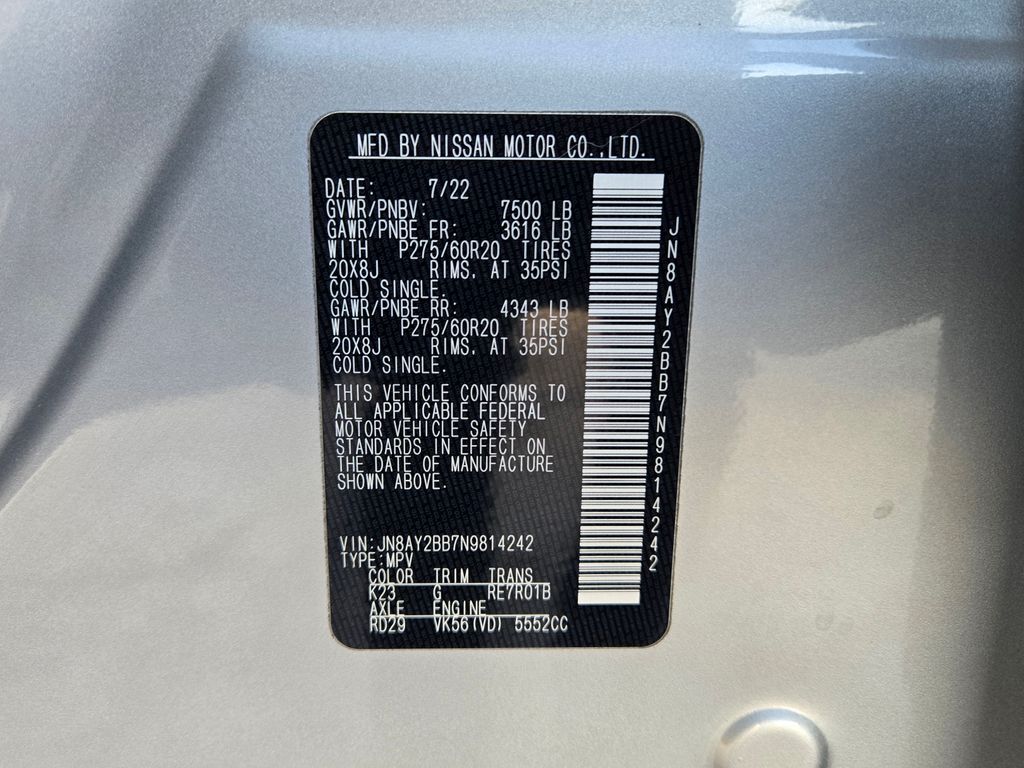 MFD BY NISSAN MOTOR CO.,LTD.
DATE: 7/22
GVWR/PNBV: 7500 LB
GAWR/PNBE FR: 3616 LB
WITH P275/60R20 TIRES
20X8J RIMS, AT 35PSI
COLD SINGLE.
GAWR/PNBE RR: 4343 LB
WITH P275/60R20 TIRES
20X8J RIMS, AT 35PSI
COLD SINGLE.
THIS VEHICLE CONFORMS TO
ALL APPLICABLE FEDERAL
MOTOR VEHICLE SAFETY
STANDARDS IN EFFECT ON
THE DATE OF MANUFACTURE
SHOWN ABOVE.
VIN:JN8AY2BB7N9814242
TYPE:MPV
COLOR TRIM TRANS
K23 G RE7R01B
AXLE ENGINE
RD29 VK56(VD) 5552CC
JN8AY2BB7N9814242